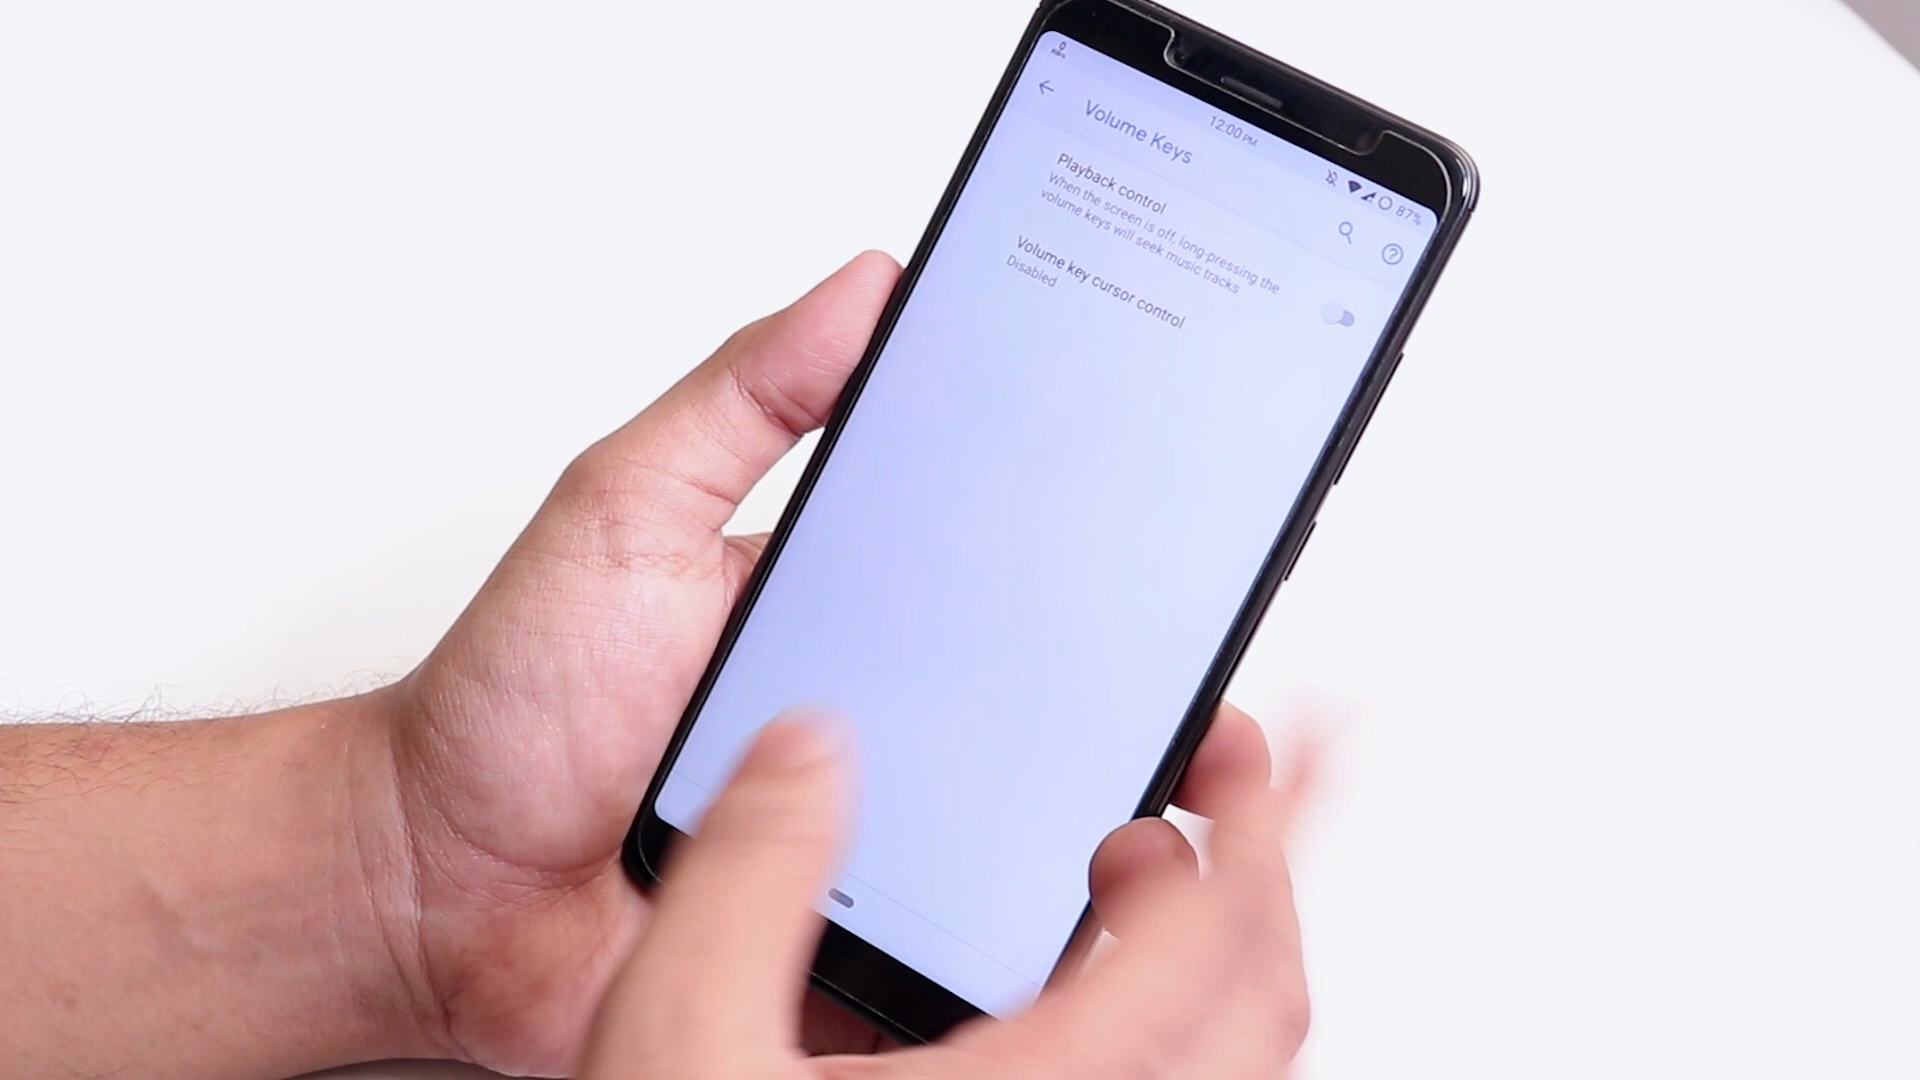 12:00 PM
87%
Volume Keys
Playback control
When the screen is off, long-pressing the
volume keys will seek music tracks
Volume key cursor control
Disabled